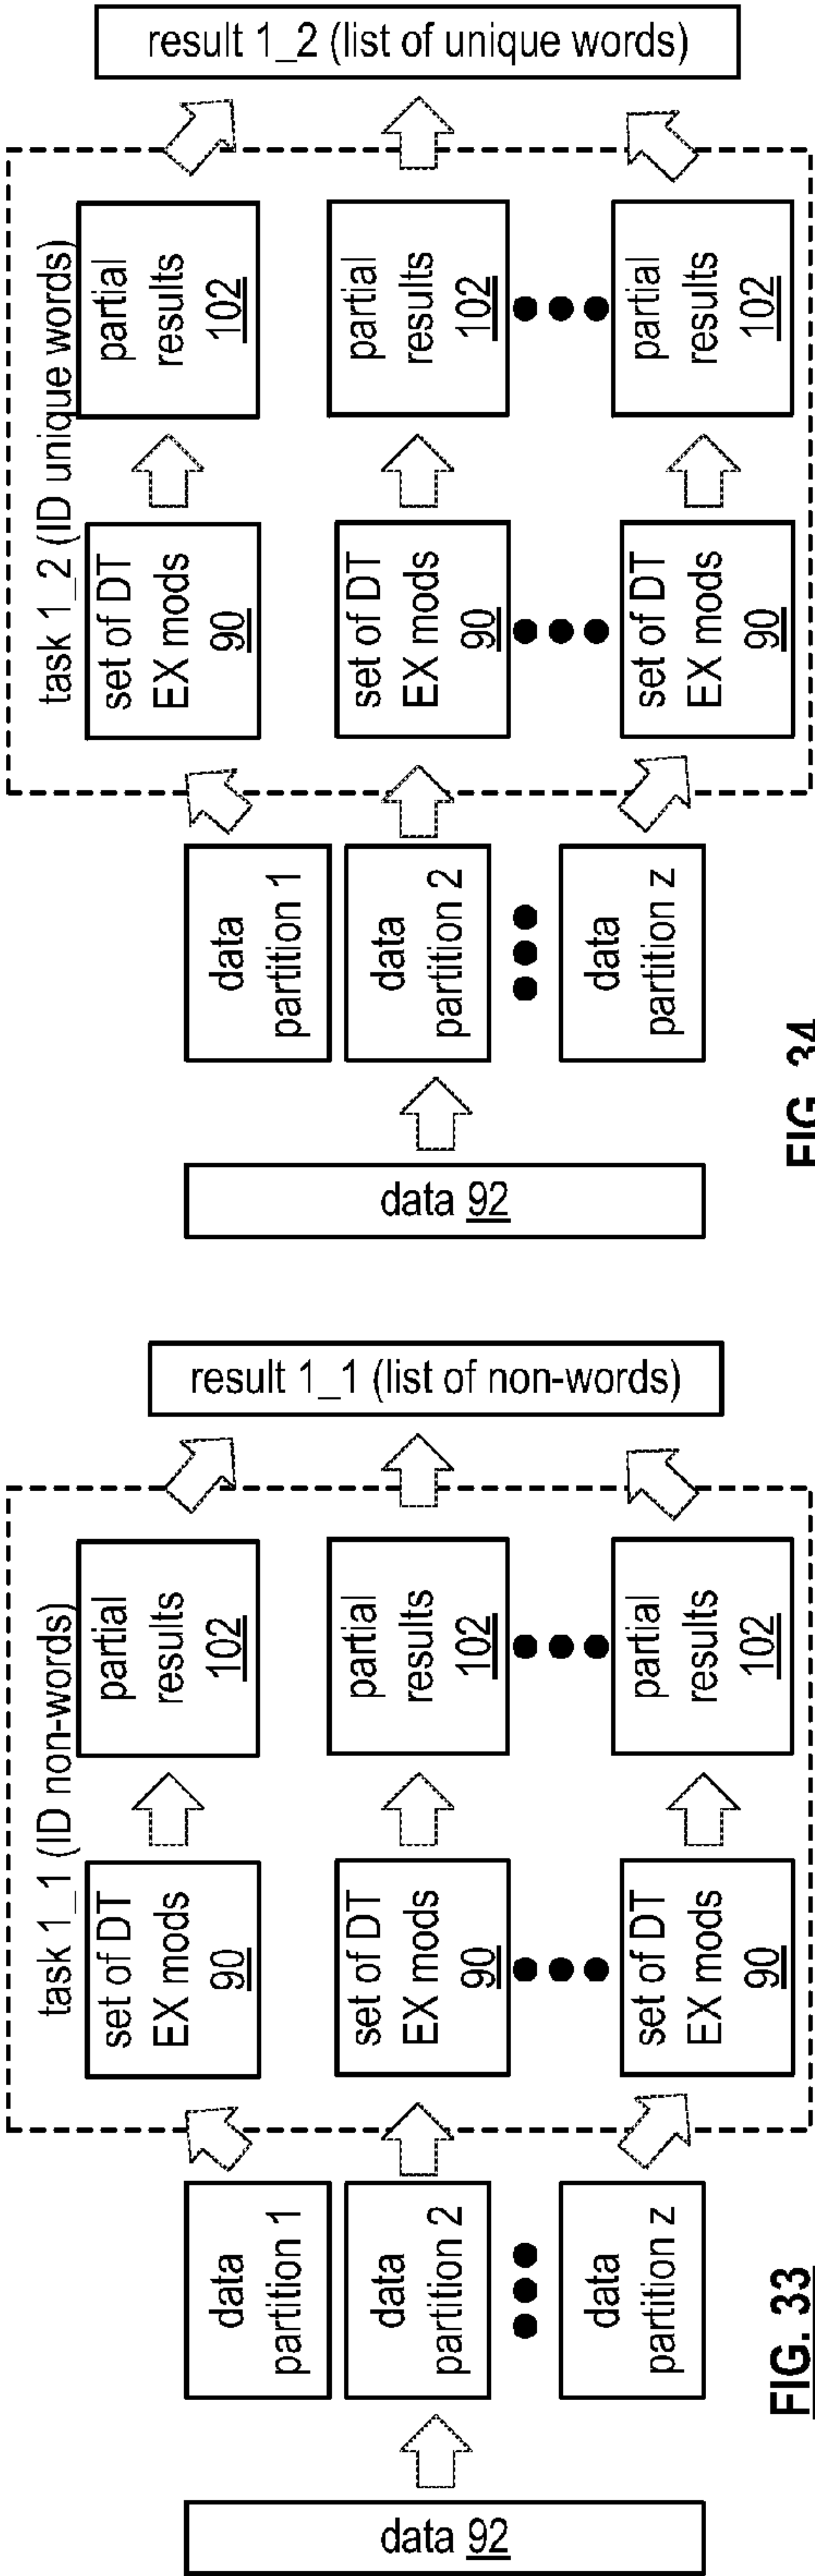 task 1_1 (ID non-words)
data 92
data
partition 1
data
partition 2
data
partition z
set of DT
EX mods
90
set of DT
EX mods
90
set of DT
EX mods
90
partial
results
102
partial
results
102
partial
results
102
result 1_1 (list of non-words)
FIG. 33
task 1_2 (ID unique words)
data 92
data
partition 1
data
partition 2
data
partition z
set of DT
EX mods
90
set of DT
EX mods
90
set of DT
EX mods
90
partial
results
102
partial
results
102
partial
results
102
result 1_2 (list of unique words)
FIG. 34